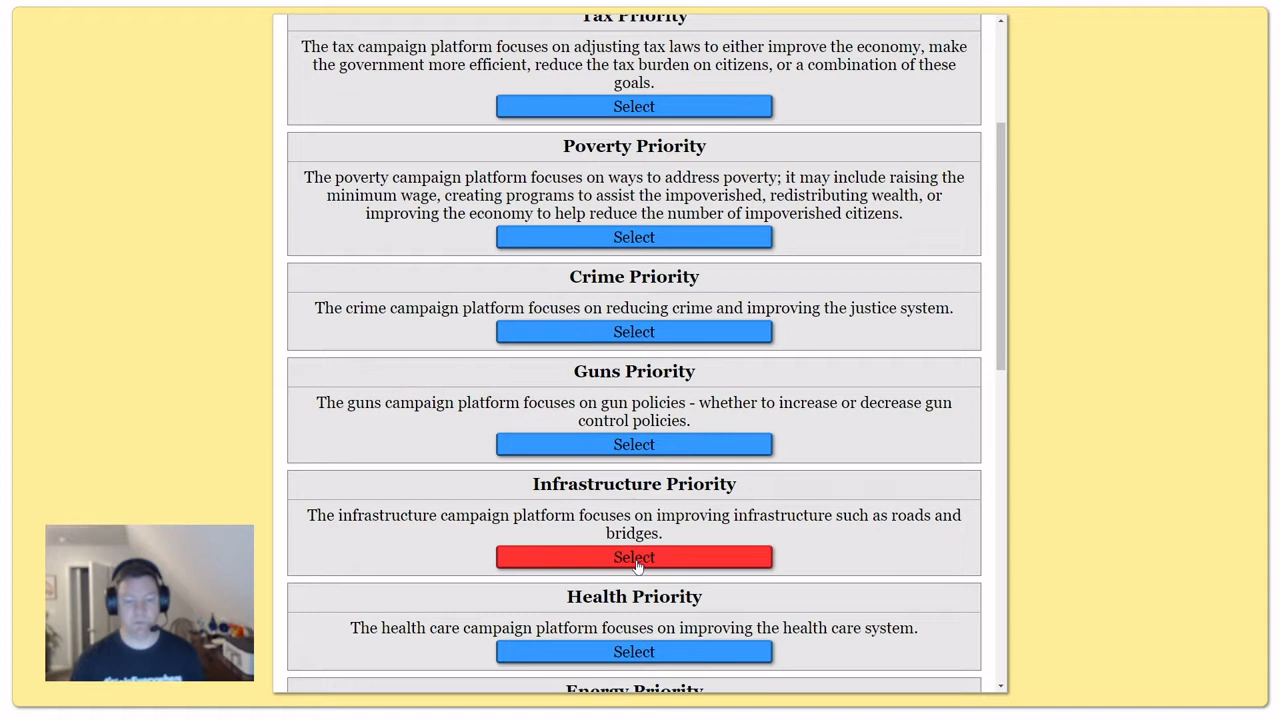 Tax Priority
The tax campaign platform focuses on adjusting tax laws to either improve the economy, make
the government more efficient, reduce the tax burden on citizens, or a combination of these
goals.
Select
Poverty Priority
The poverty campaign platform focuses on ways to address poverty; it may include raising the
minimum wage, creating programs to assist the impoverished, redistributing wealth, or
improving the economy to help reduce the number of impoverished citizens.
Select
Crime Priority
The crime campaign platform focuses on reducing crime and improving the justice system.
Select
Guns Priority
The guns campaign platform focuses on gun policies - whether to increase or decrease gun
control policies.
Select
Infrastructure Priority
The infrastructure campaign platform focuses on improving infrastructure such as roads and
bridges.
Select
Health Priority
The health care campaign platform focuses on improving the health care system.
Select
Energy Priority